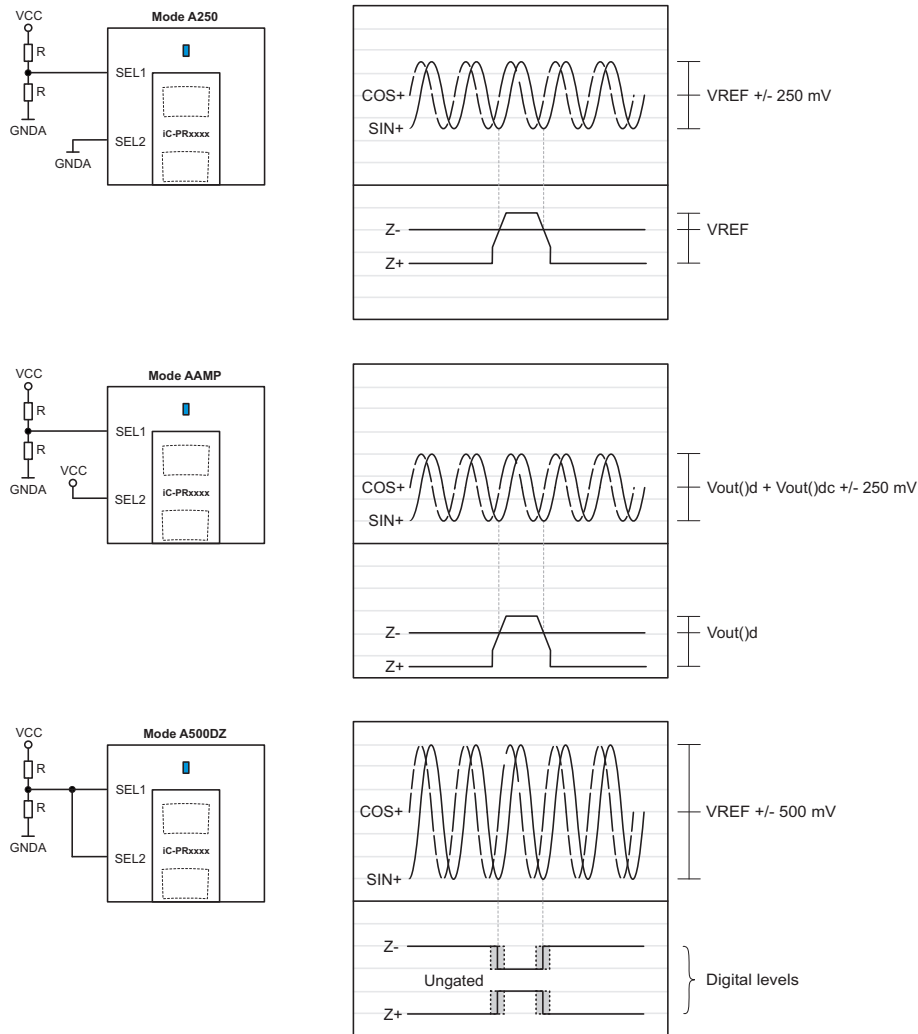 VCC
Mode A250
R
SEL1
R
COS+
VREF +/- 250 mV
GNDA
SEL2
iC-PRxxxx
SIN+
GNDA
Z-
VREF
Z+
VCC
Mode AAMP
R
SEL1
R
VCC
COS+
Vout()d + Vout()dc +/- 250 mV
GNDA
SEL2
iC-PRxxxx
SIN+
Z-
Vout()d
Z+
VCC
Mode A500DZ
R
SEL1
R
COS+
VREF +/- 500 mV
GNDA
SEL2
iC-PRxxxx
SIN+
Z-
Ungated
Digital levels
Z+